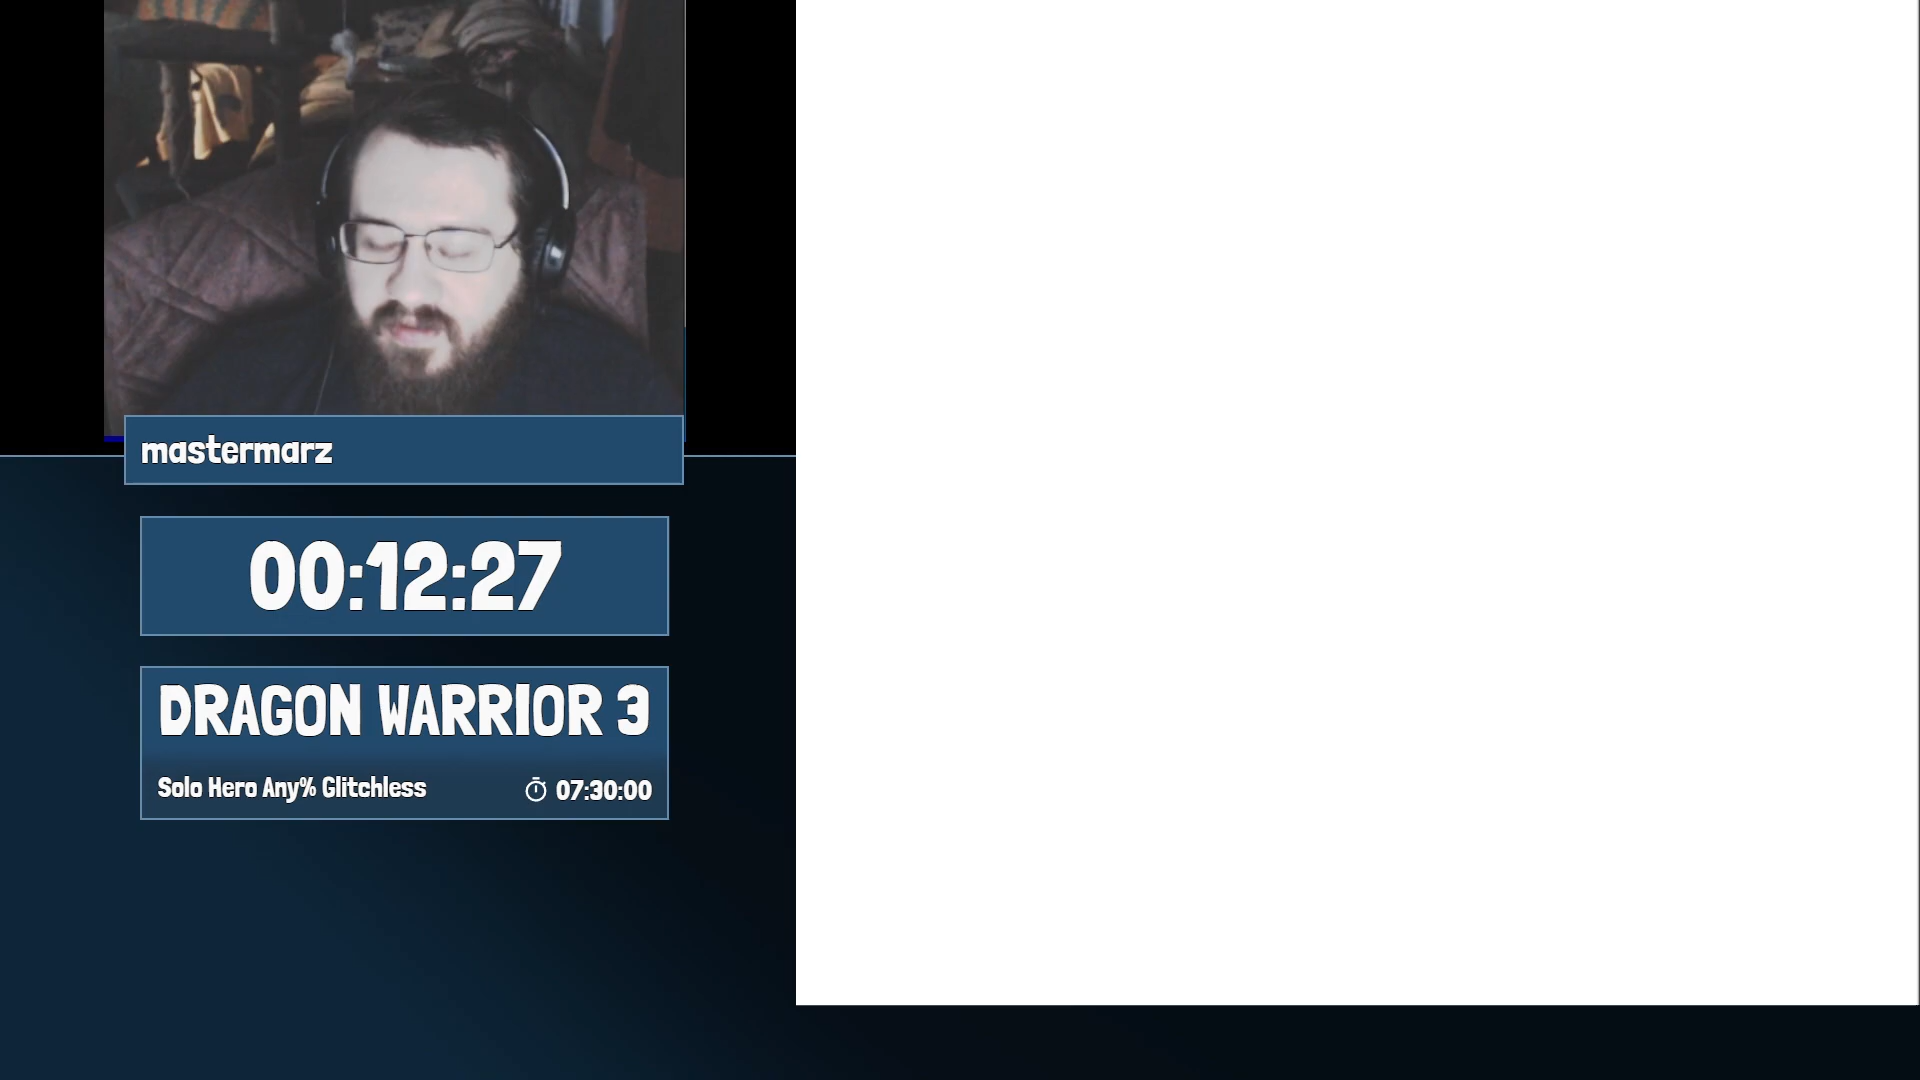 mastermarz
00:12:27
DRAGON WARRIOR 3
Solo Hero Any% Glitchless
07:30:00